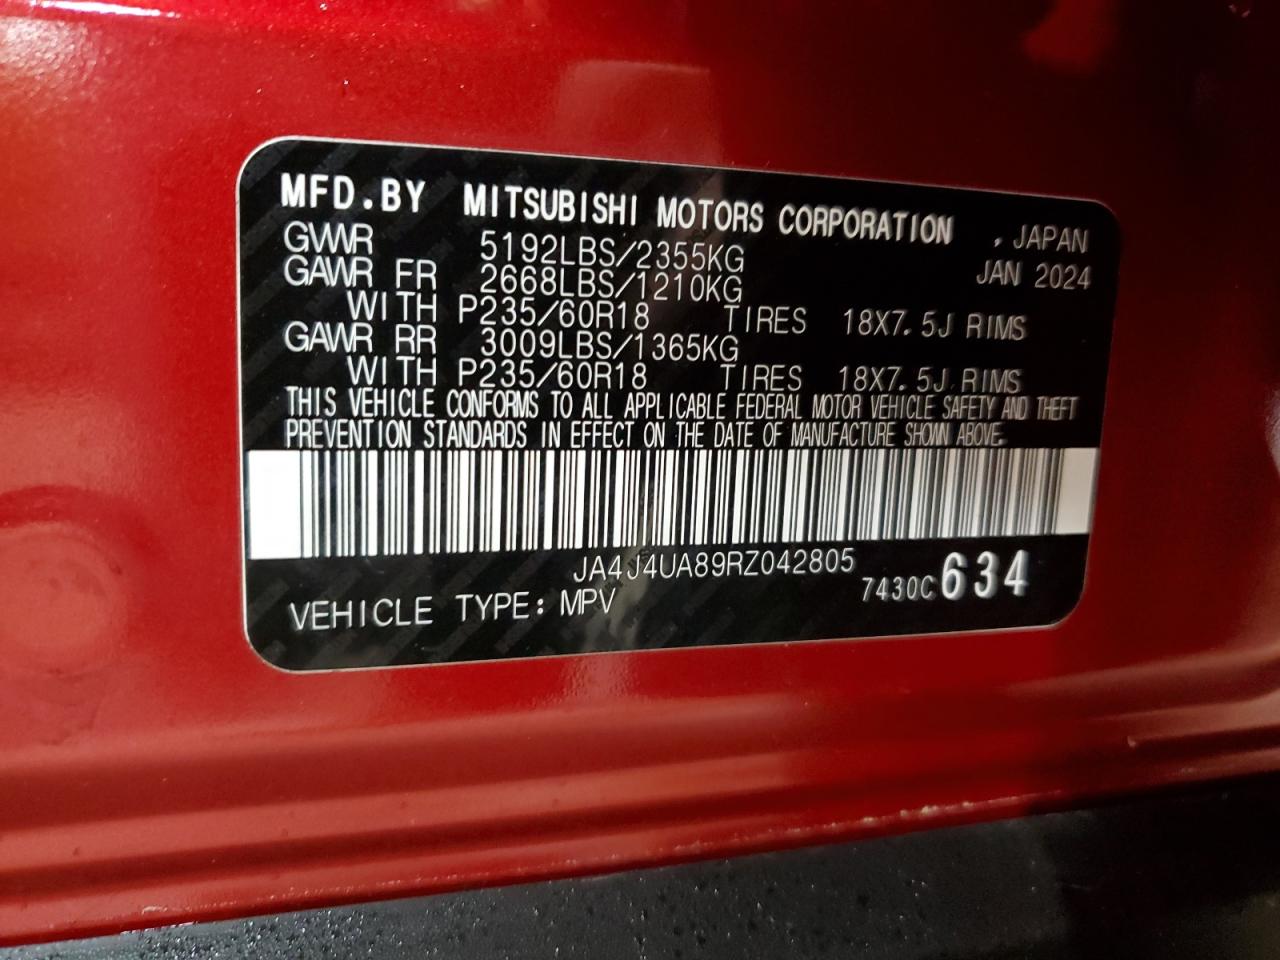 MFD.BY MITSUBISHI MOTORS CORPORATION , JAPAN
GVWR 5192LBS/2355KG JAN 2024
GAWR FR 2668LBS/1210KG
WITH P235/60R18 TIRES 18X7.5J RIMS
GAWR RR 3009LBS/1365KG
WITH P235/60R18 TIRES 18X7.5J RIMS
THIS VEHICLE CONFORMS TO ALL APPLICABLE FEDERAL MOTOR VEHICLE SAFETY AND THEFT
PREVENTION STANDARDS IN EFFECT ON THE DATE OF MANUFACTURE SHOWN ABOVE.
JA4J4UA89RZ042805
VEHICLE TYPE: MPV 7430C 634